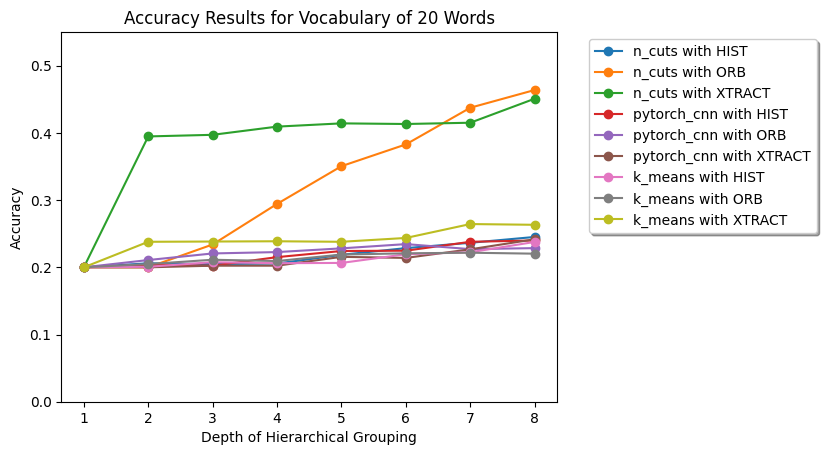 Accuracy Results for Vocabulary of 20 Words
0.5
0.4
0.3
0.2
0.1
0.0
Accuracy
1 2 3 4 5 6 7 8
Depth of Hierarchical Grouping
n_cuts with HIST
n_cuts with ORB
n_cuts with XTRACT
pytorch_cnn with HIST
pytorch_cnn with ORB
pytorch_cnn with XTRACT
k_means with HIST
k_means with ORB
k_means with XTRACT